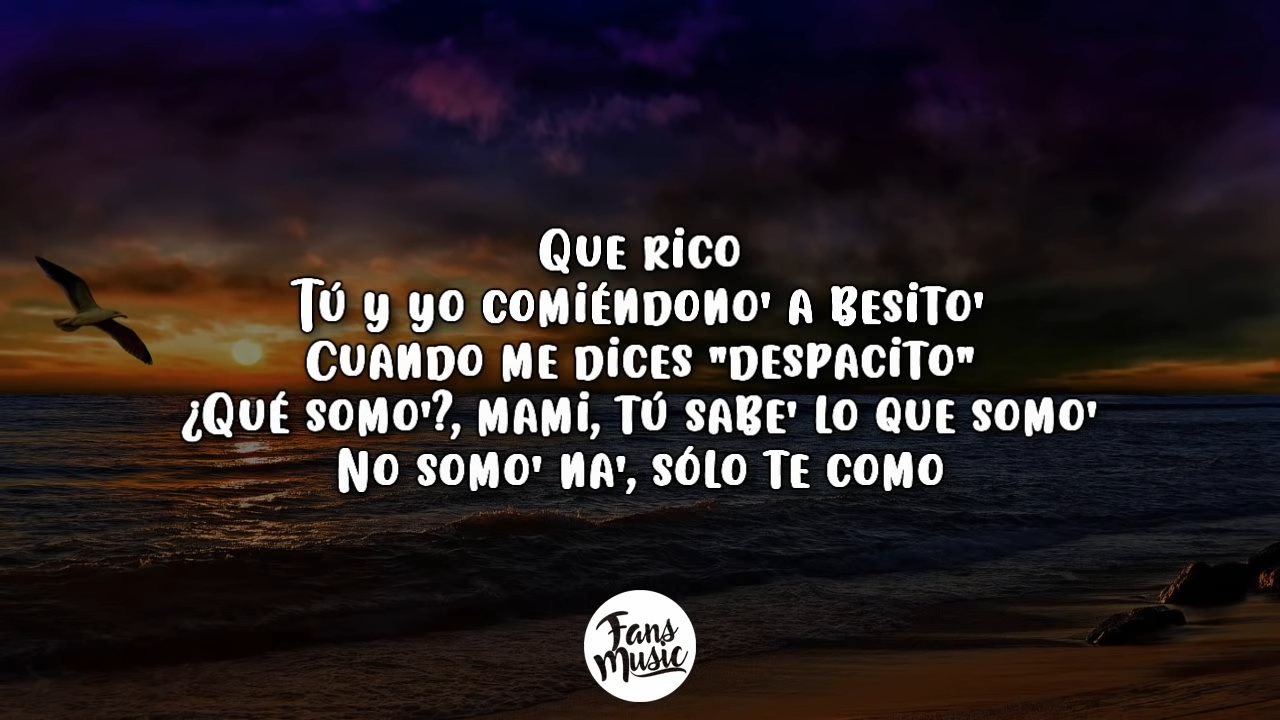 Que rico
Tú y yo comiéndono' a besito'
Cuando me dices "despacito"
¿Qué somo'?, mami, tú sabe' lo que somo'
No somo' na', sólo te como
Fans
Music